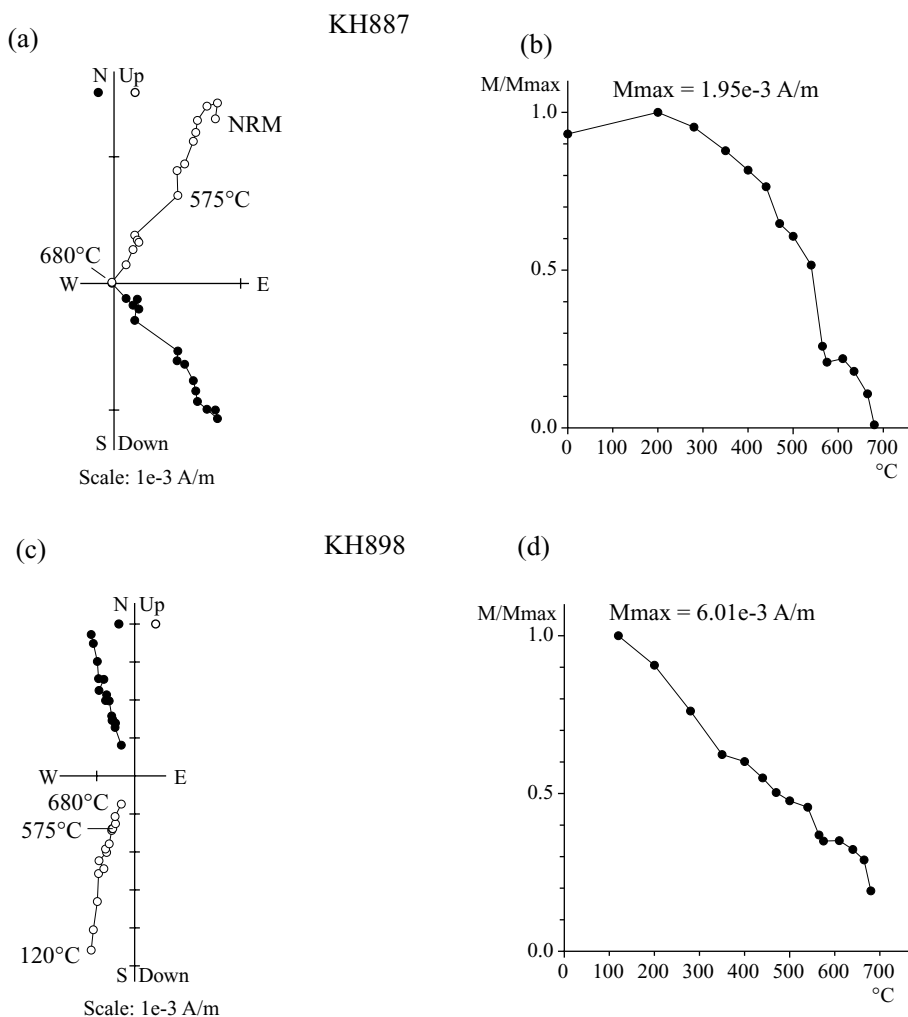 KH887
(a)
N Up
NRM
575°C
680°C
W E
S Down
Scale: 1e-3 A/m
(b)
M/Mmax
Mmax = 1.95e-3 A/m
1.0
0.5
0.0
0 100 200 300 400 500 600 700
°C
KH898
(c)
N Up
W E
680°C
575°C
120°C
S Down
Scale: 1e-3 A/m
(d)
M/Mmax
Mmax = 6.01e-3 A/m
1.0
0.5
0.0
0 100 200 300 400 500 600 700
°C